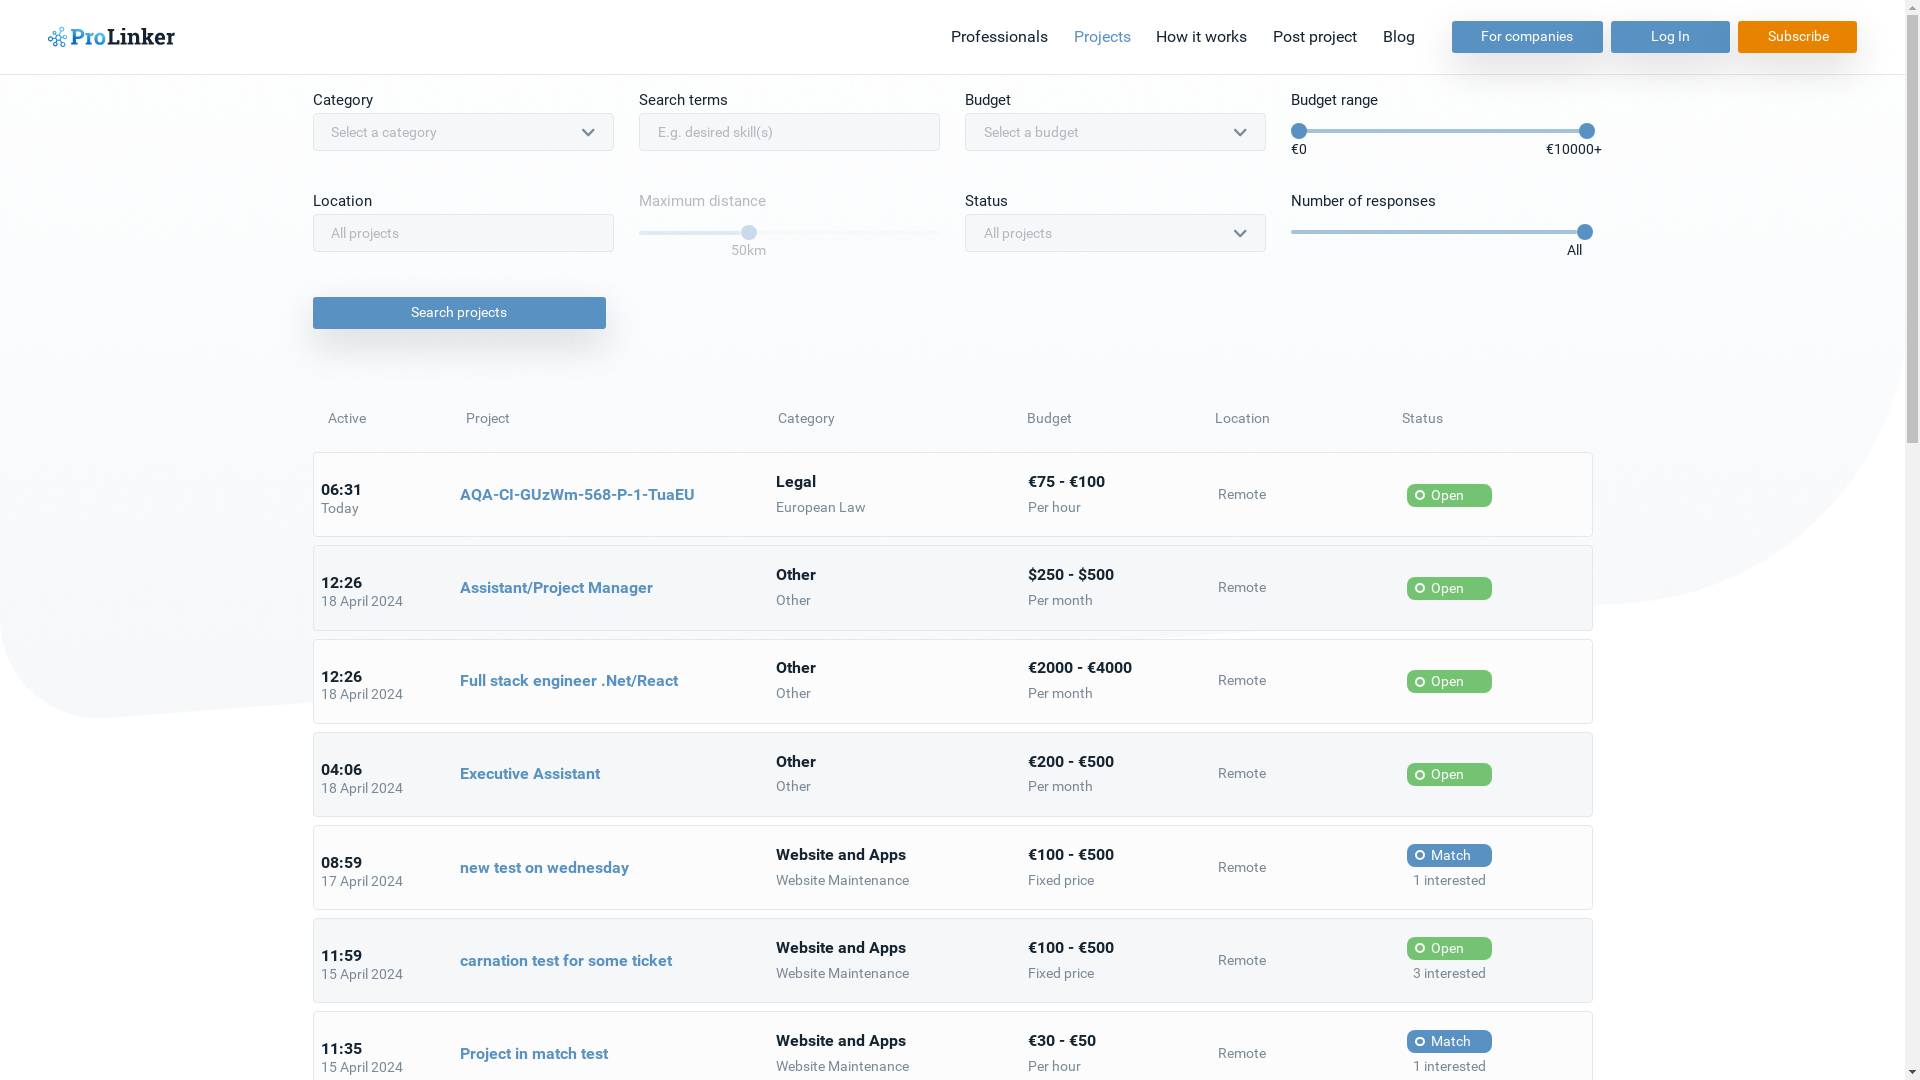 ProLinker
Professionals Projects How it works Post project Blog For companies Log In Subscribe
Category Search terms Budget Budget range
Select a category E.g. desired skill(s) Select a budget
€0 €10000+
Location Maximum distance Status Number of responses
All projects All projects
50km All
Search projects
Active Project Category Budget Location Status
06:31 AQA-CI-GUzWm-568-P-1-TuaEU Legal €75 - €100 Remote Open
Today European Law Per hour
12:26 Assistant/Project Manager Other $250 - $500 Remote Open
18 April 2024 Other Per month
12:26 Full stack engineer .Net/React Other €2000 - €4000 Remote Open
18 April 2024 Other Per month
04:06 Executive Assistant Other €200 - €500 Remote Open
18 April 2024 Other Per month
08:59 new test on wednesday Website and Apps €100 - €500 Remote Match
17 April 2024 Website Maintenance Fixed price 1 interested
11:59 carnation test for some ticket Website and Apps €100 - €500 Remote Open
15 April 2024 Website Maintenance Fixed price 3 interested
11:35 Project in match test Website and Apps €30 - €50 Remote Match
15 April 2024 Website Maintenance Per hour 1 interested